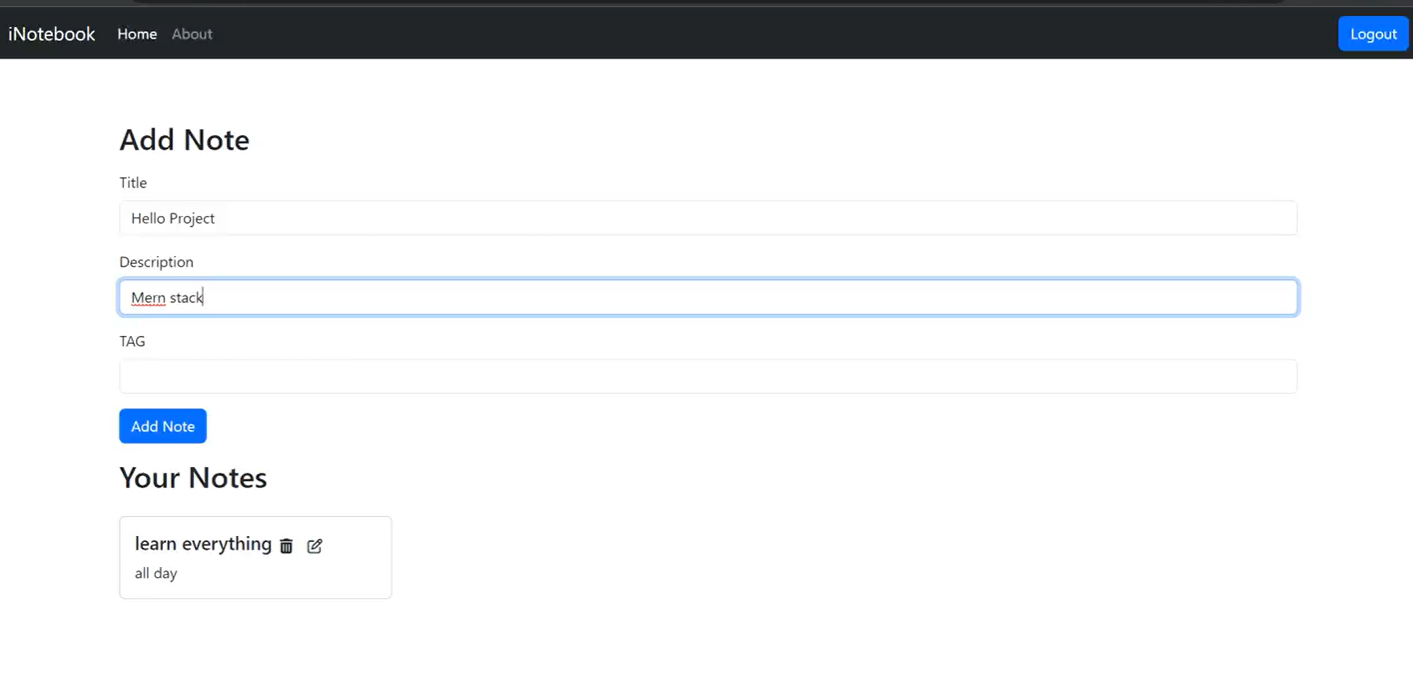 iNotebook Home About Logout
Add Note
Title
Hello Project
Description
Mern stack
TAG
Add Note
Your Notes
learn everything
all day